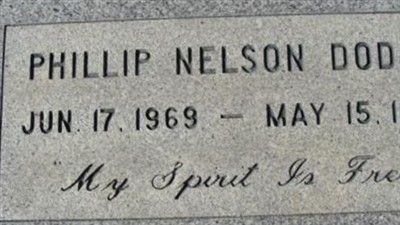 PHILLIP NELSON DOD
JUN. 17. 1969 – MAY 15. 1
"My Spirit Is Fre